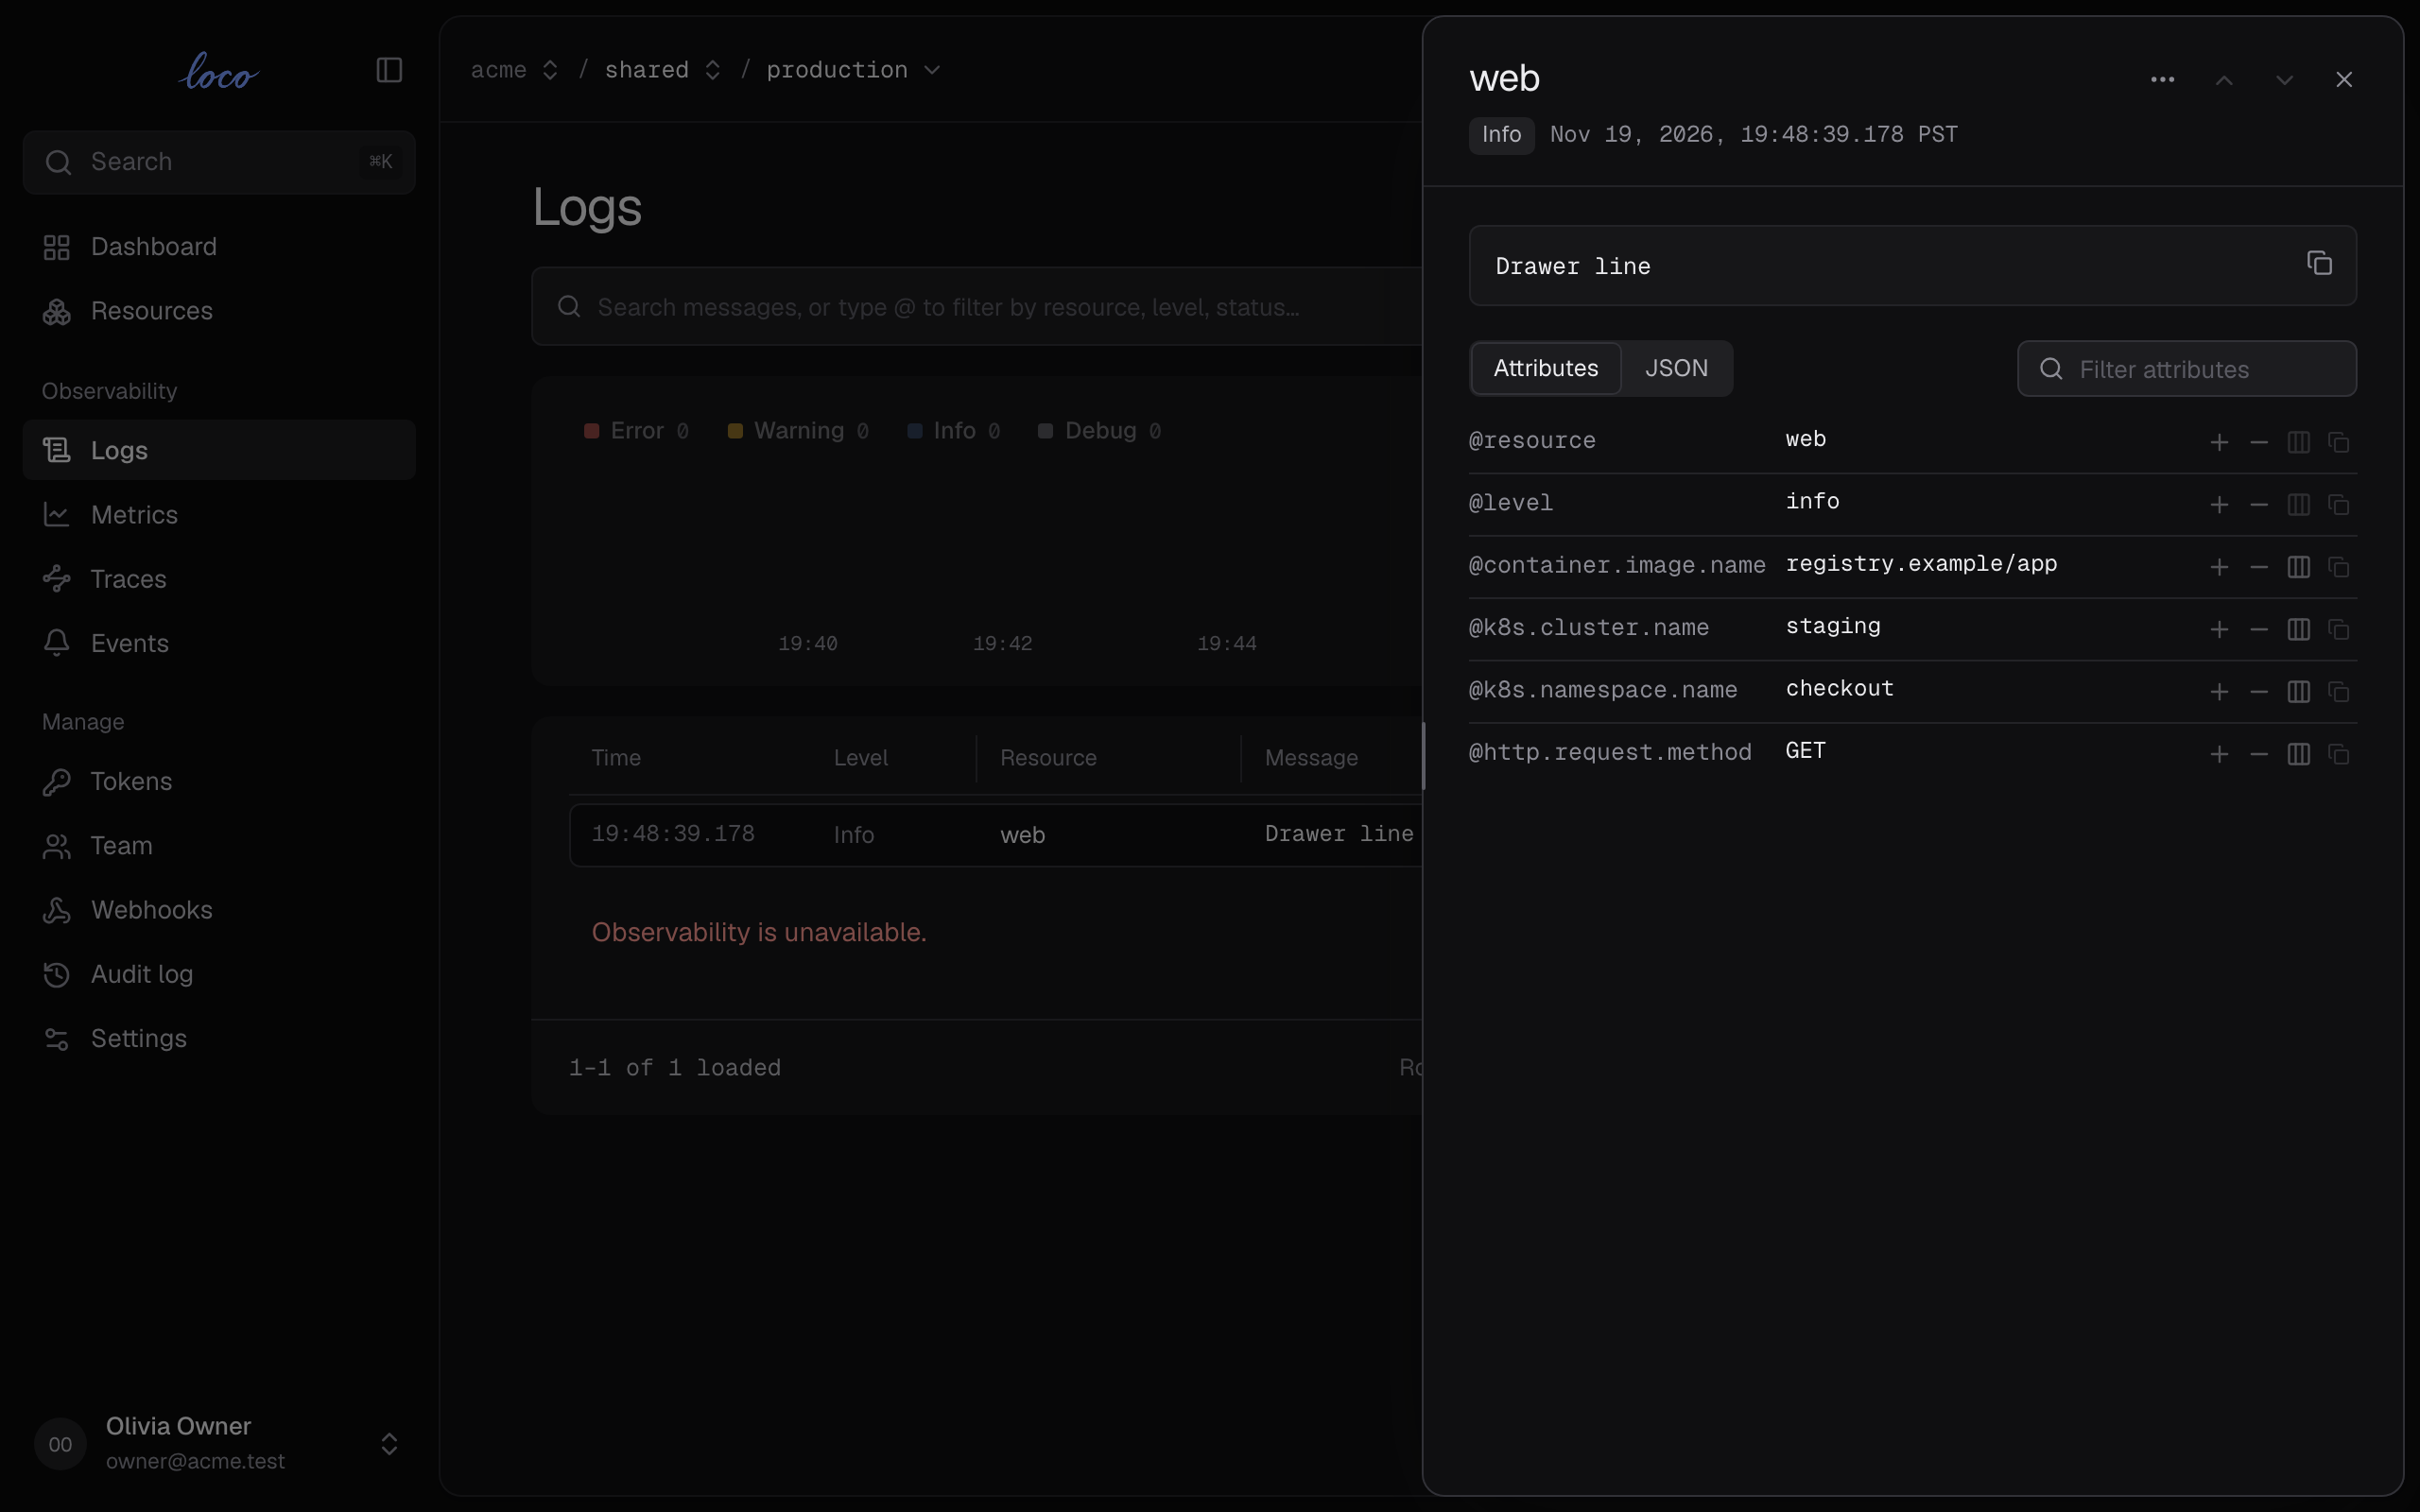 loco
Search ⌘K
Dashboard
Resources
Observability
Logs
Metrics
Traces
Events
Manage
Tokens
Team
Webhooks
Audit log
Settings
OO Olivia Owner
owner@acme.test
acme / shared / production
Logs
Search messages, or type @ to filter by resource, level, status...
Error 0 Warning 0 Info 0 Debug 0
19:40 19:42 19:44
Time Level Resource Message
19:48:39.178 Info web Drawer line
Observability is unavailable.
1–1 of 1 loaded
web
Info Nov 19, 2026, 19:48:39.178 PST
Drawer line
Attributes JSON Filter attributes
@resource web
@level info
@container.image.name registry.example/app
@k8s.cluster.name staging
@k8s.namespace.name checkout
@http.request.method GET